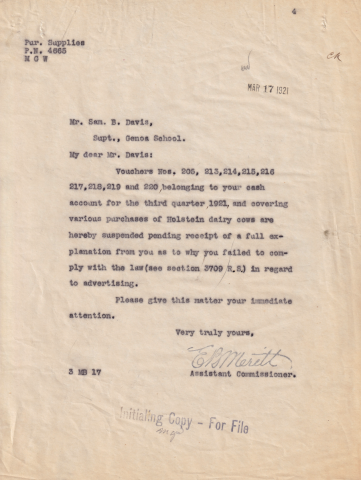 4
Pur. Supplies
P.N. 4665
M G W
MAR 17 1921
Mr. Sam. B. Davis,
Supt., Genoa School.
My dear Mr. Davis:
Vouchers Nos. 205, 213,214,215,216
217,218,219 and 220,belonging to your cash
account for the third quarter,1921, and covering
various purchases of Holstein dairy cows are
hereby suspended pending receipt of a full ex-
planation from you as to why you failed to com-
ply with the law(see section 3709 R.S.) in regard
to advertising.
Please give this matter your immediate
attention.
Very truly yours,
E B Meritt
3 MB 17
Assistant Commissioner.
Initialing Copy - For File